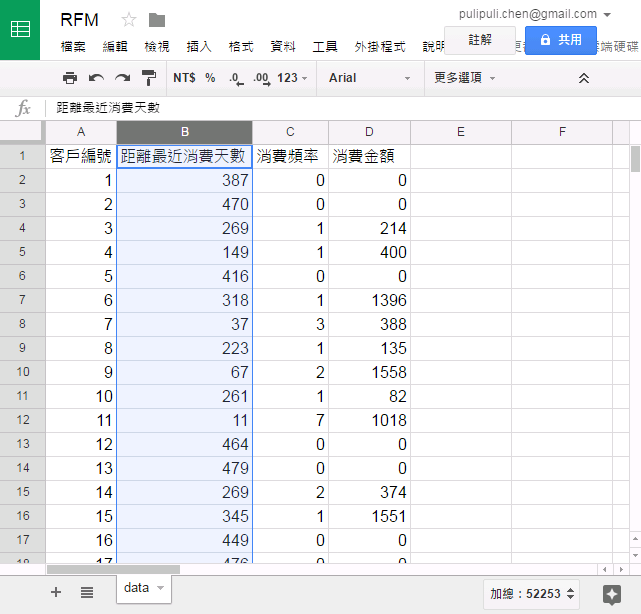 RFM
pulipuli.chen@gmail.com
檔案 編輯 檢視 插入 格式 資料 工具 外掛程式 說明
註解 共用 端硬碟
NT$ % .0 .00 123 Arial 更多選項
fx 距離最近消費天數
A B C D E F
1 客戶編號 距離最近消費天數 消費頻率 消費金額
2 1 387 0 0
3 2 470 0 0
4 3 269 1 214
5 4 149 1 400
6 5 416 0 0
7 6 318 1 1396
8 7 37 3 388
9 8 223 1 135
10 9 67 2 1558
11 10 261 1 82
12 11 11 7 1018
13 12 464 0 0
14 13 479 0 0
15 14 269 2 374
16 15 345 1 1551
17 16 449 0 0
18 17 476 0 0
data
加總：52253